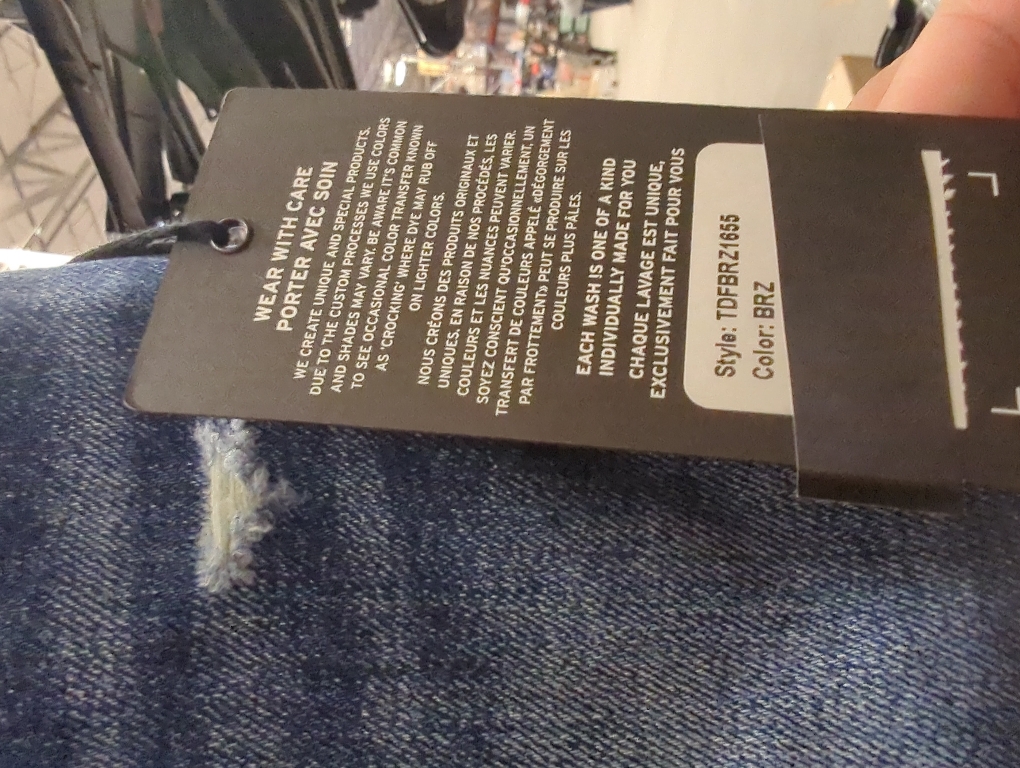 WEAR WITH CARE
PORTER AVEC SOIN
WE CREATE UNIQUE AND SPECIAL PRODUCTS.
DUE TO THE CUSTOM PROCESSES WE USE COLORS
AND SHADES MAY VARY. BE AWARE IT'S COMMON
TO SEE OCCASIONAL COLOR TRANSFER KNOWN
AS 'CROCKING' WHERE DYE MAY RUB OFF
ON LIGHTER COLORS.
NOUS CRÉONS DES PRODUITS ORIGINAUX ET
UNIQUES. EN RAISON DE NOS PROCÉDÉS, LES
COULEURS ET LES NUANCES PEUVENT VARIER.
SOYEZ CONSCIENT QU'OCCASIONNELLEMENT, UN
TRANSFERT DE COULEURS APPELÉ «DÉGORGEMENT
PAR FROTTEMENT» PEUT SE PRODUIRE SUR LES
COULEURS PLUS PÂLES.
EACH WASH IS ONE OF A KIND
INDIVIDUALLY MADE FOR YOU
CHAQUE LAVAGE EST UNIQUE,
EXCLUSIVEMENT FAIT POUR VOUS
Style: TDFBRZ1655
Color: BRZ